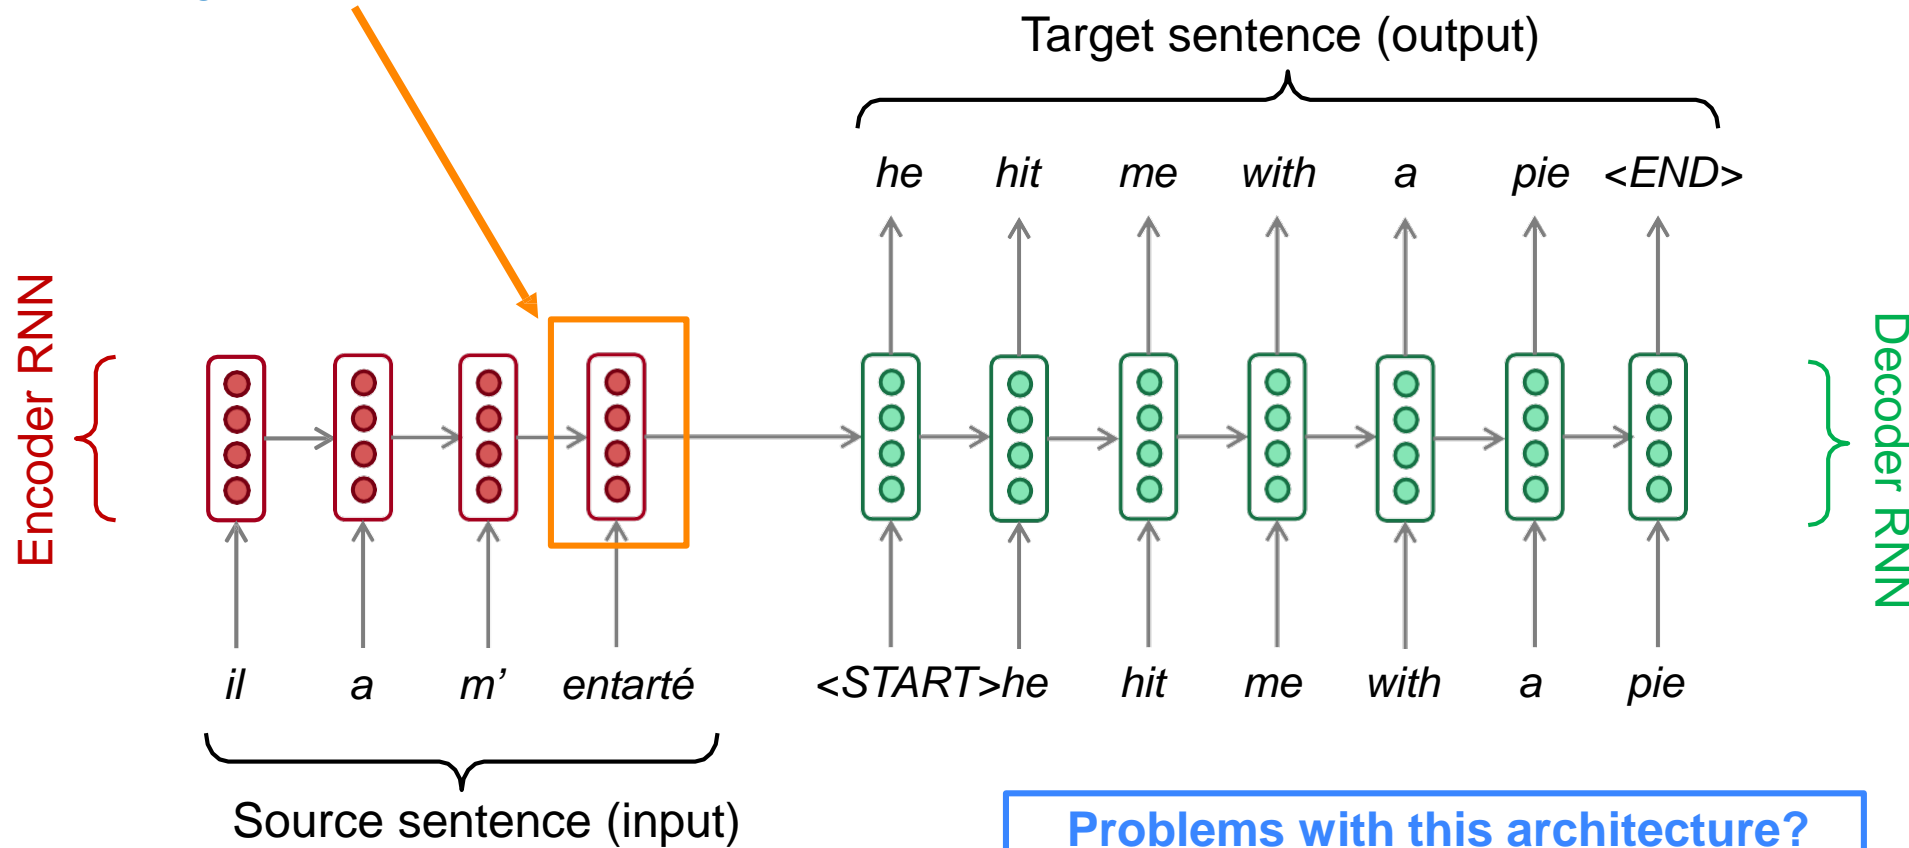 Target sentence (output)
he hit me with a pie <END>
Encoder RNN
Decoder RNN
il a m’ entarté
<START>he hit me with a pie
Source sentence (input)
Problems with this architecture?